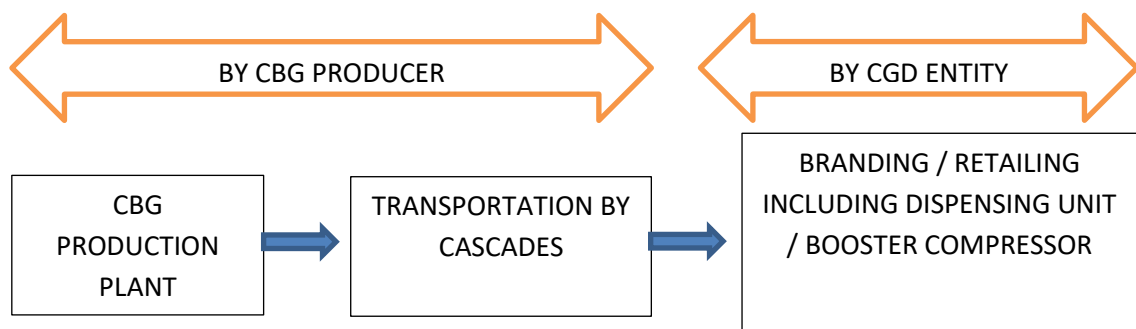 BY CBG PRODUCER
BY CGD ENTITY
CBG
PRODUCTION
PLANT
TRANSPORTATION BY
CASCADES
BRANDING / RETAILING
INCLUDING DISPENSING UNIT
/ BOOSTER COMPRESSOR